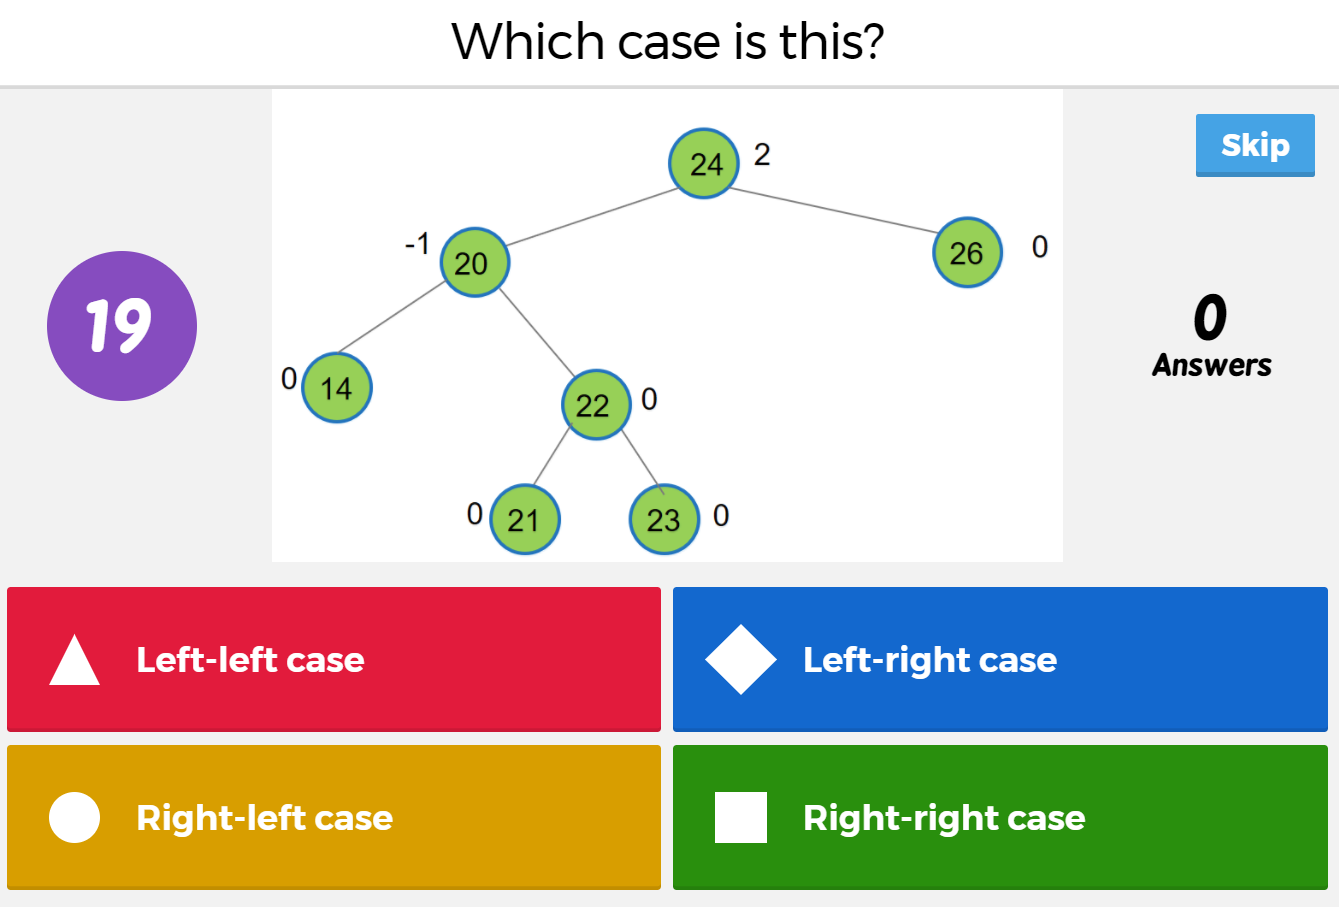 Which case is this?
Skip
24 2
-1 20
26 0
19
0
Answers
0 14
22 0
0 21
23 0
Left-left case
Left-right case
Right-left case
Right-right case